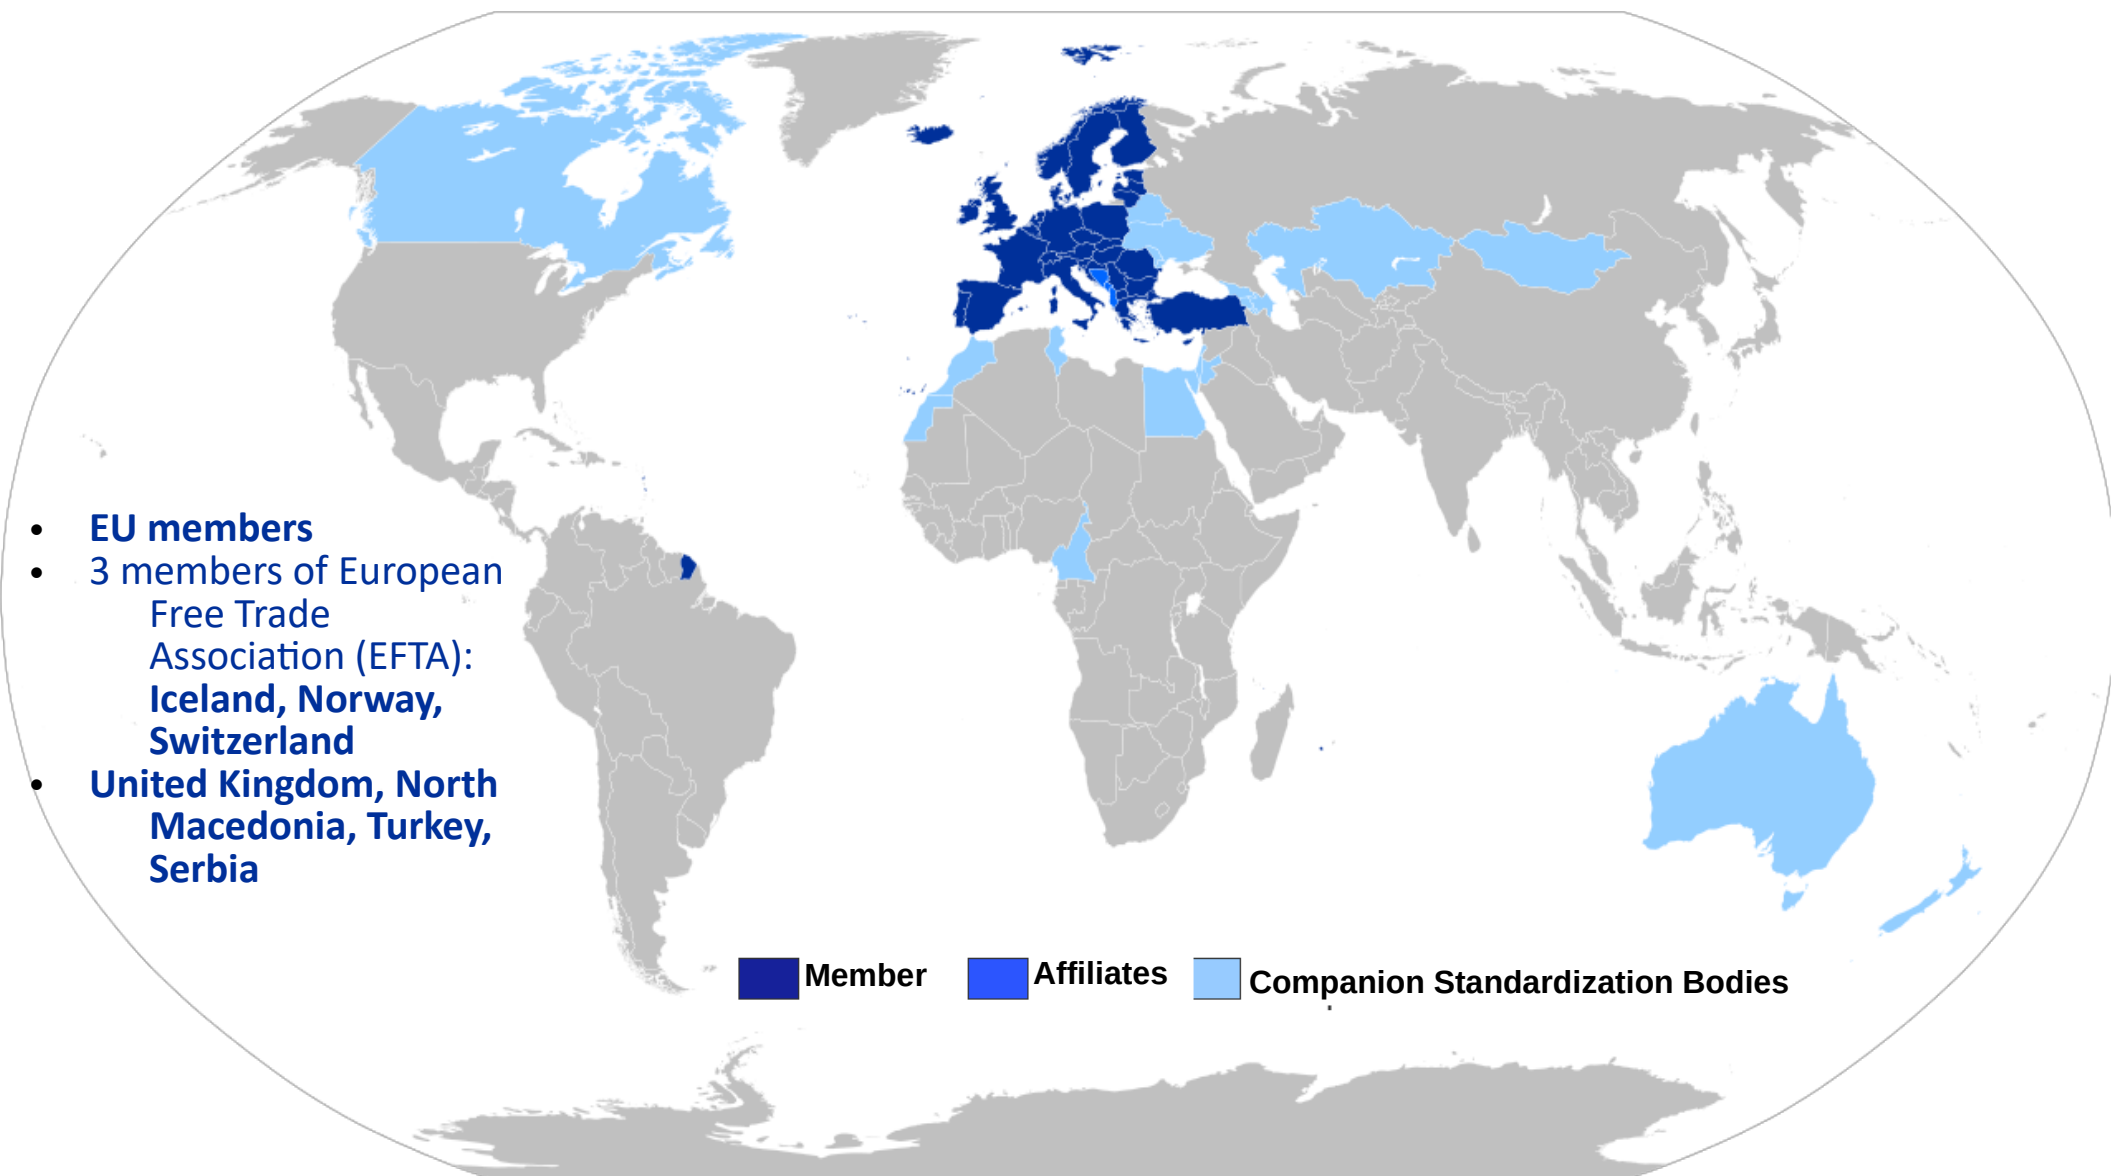 • EU members
• 3 members of European
Free Trade
Association (EFTA):
Iceland, Norway,
Switzerland
• United Kingdom, North
Macedonia, Turkey,
Serbia
Member
Affiliates
Companion Standardization Bodies
.